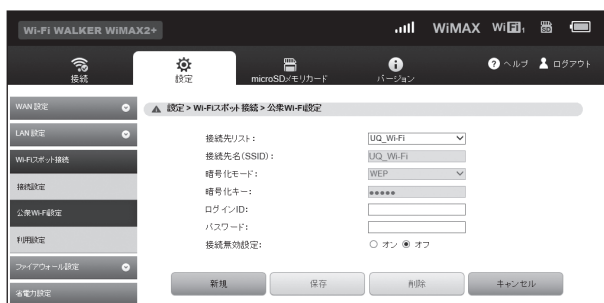 Wi-Fi WALKER WiMAX2+
WiMAX WiFi1
接続
設定
microSDメモリカード
バージョン
ヘルプ
ログアウト
WAN 設定
LAN 設定
Wi-Fiスポット接続
接続設定
公衆Wi-Fi設定
利用設定
ファイアウォール設定
省電力設定
設定 > Wi-Fiスポット接続 > 公衆Wi-Fi設定
接続先リスト: UQ_Wi-Fi
接続先名(SSID): UQ_Wi-Fi
暗号化モード: WEP
暗号化キー: •••••
ログインID:
パスワード:
接続無効設定: オン オフ
新規 保存 削除 キャンセル